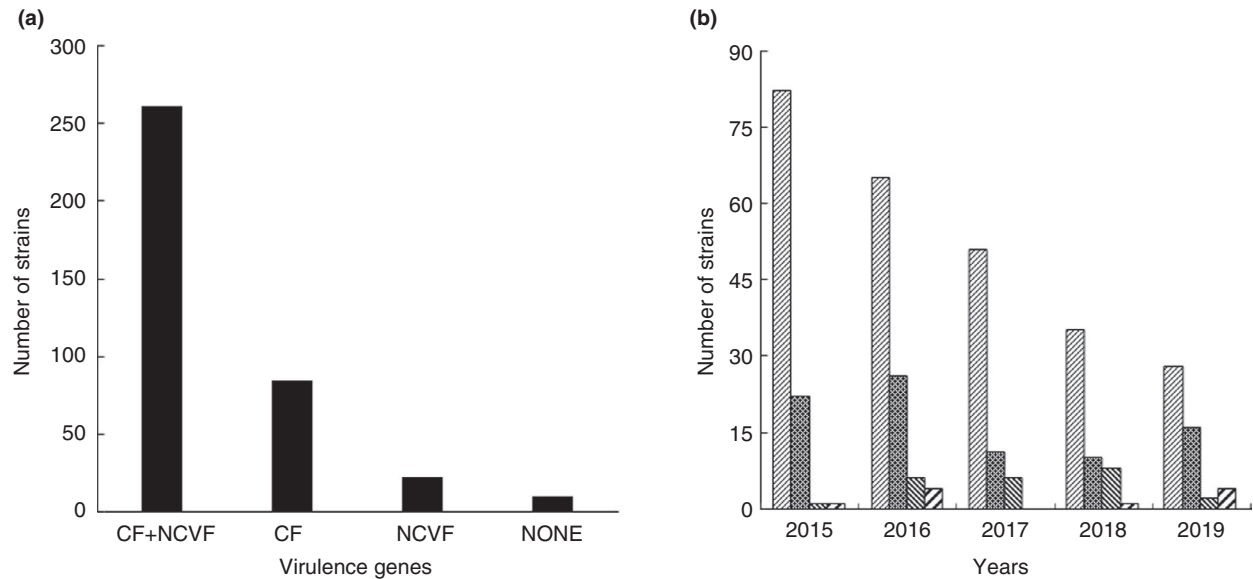 (a)
300
250
200
150
100
50
0
Number of strains
CF+NCVF CF NCVF NONE
Virulence genes
(b)
90
75
60
45
30
15
0
Number of strains
2015 2016 2017 2018 2019
Years